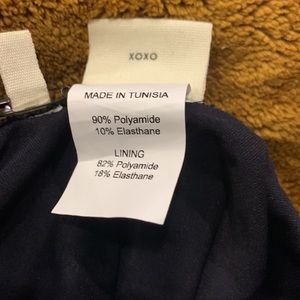 XOXO
MADE IN TUNISIA
90% Polyamide
10% Elasthane
LINING
82% Polyamide
18% Elasthane